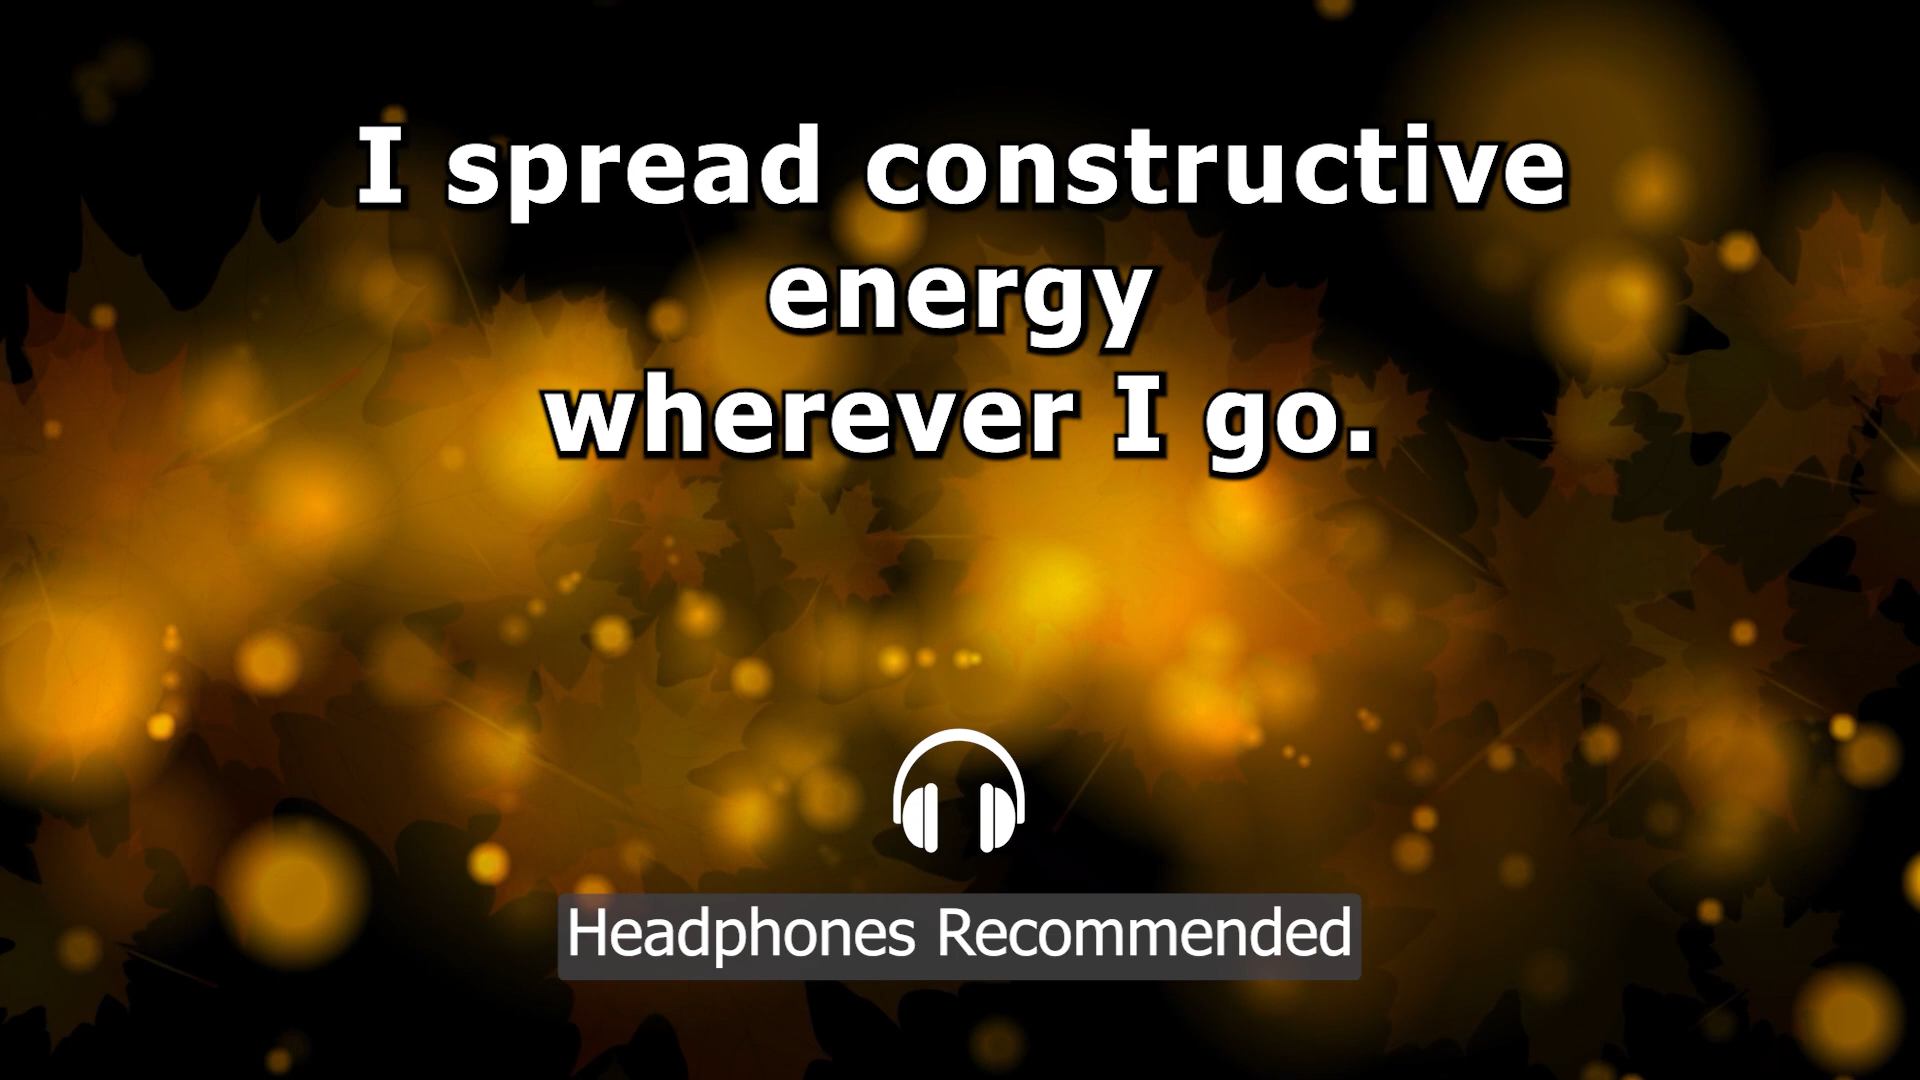 I spread constructive
energy
wherever I go.
Headphones Recommended